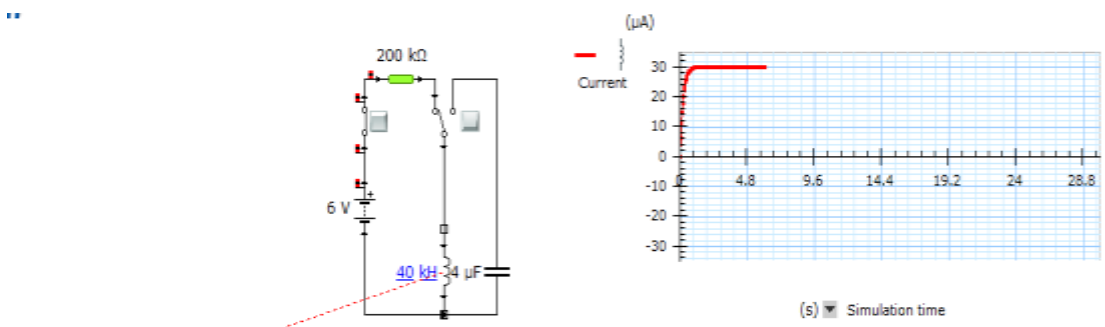 200 kΩ
6 V
40 kH
4 µF
(µA)
Current
30
20
10
0
-10
-20
-30
0 4.8 9.6 14.4 19.2 24 28.8
(s) Simulation time